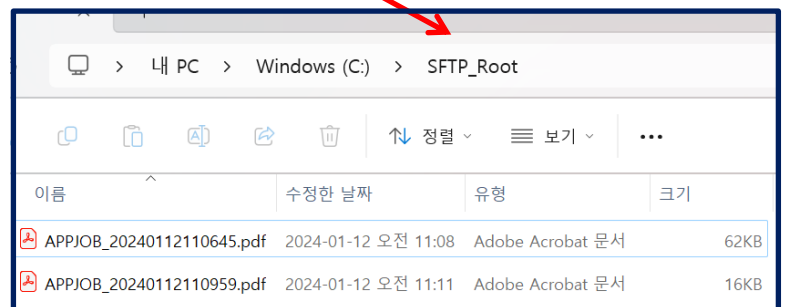 내 PC > Windows (C:) > SFTP_Root
정렬 보기
이름 수정한 날짜 유형 크기
APPJOB_20240112110645.pdf 2024-01-12 오전 11:08 Adobe Acrobat 문서 62KB
APPJOB_20240112110959.pdf 2024-01-12 오전 11:11 Adobe Acrobat 문서 16KB